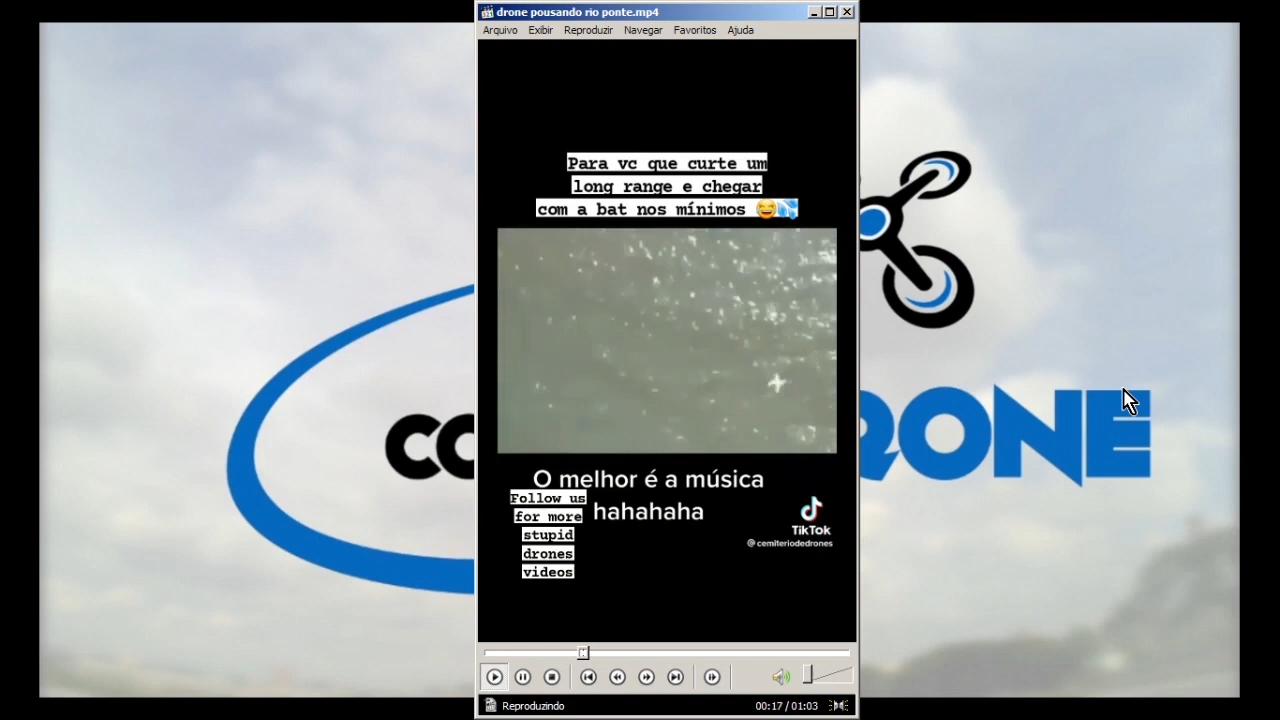 drone pousando rio ponte.mp4
Arquivo Exibir Reproduzir Navegar Favoritos Ajuda
Para vc que curte um
long range e chegar
com a bat nos mínimos 😆💦
O melhor é a música
hahahaha
Follow us
for more
stupid
drones
videos
TikTok
@cemiteriodedrones
CO
RONE
Reproduzindo
00:17 / 01:03